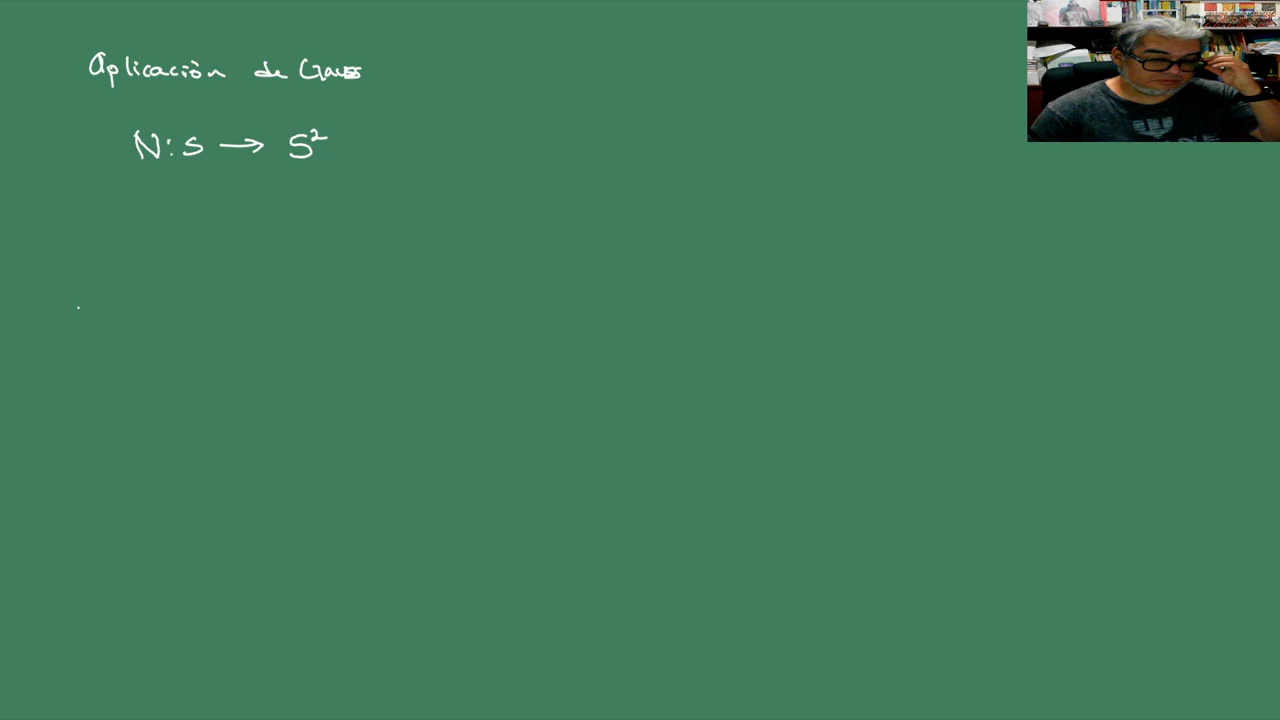 Aplicación de Gauss
N: S → S²